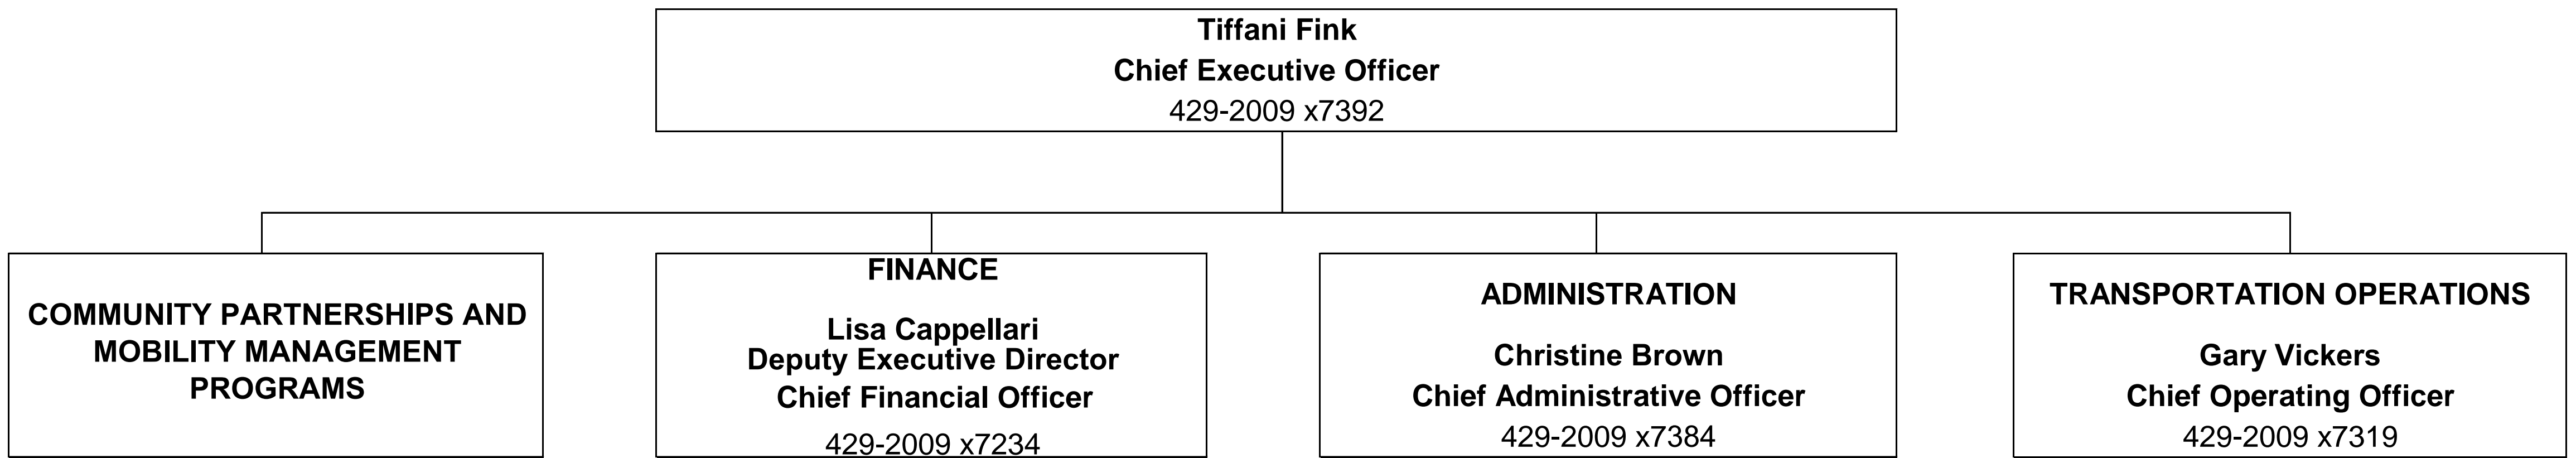 Tiffani Fink
Chief Executive Officer
429-2009 x7392
COMMUNITY PARTNERSHIPS AND
MOBILITY MANAGEMENT
PROGRAMS
FINANCE
Lisa Cappellari
Deputy Executive Director
Chief Financial Officer
429-2009 x7234
ADMINISTRATION
Christine Brown
Chief Administrative Officer
429-2009 x7384
TRANSPORTATION OPERATIONS
Gary Vickers
Chief Operating Officer
429-2009 x7319